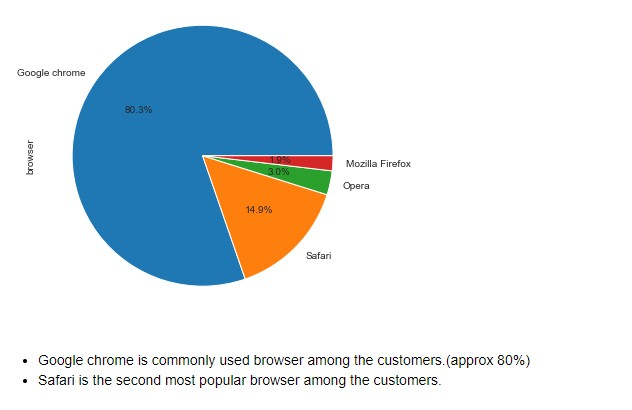 Google chrome
80.3%
browser
1.9%
Mozilla Firefox
3.0%
Opera
14.9%
Safari
• Google chrome is commonly used browser among the customers.(approx 80%)
• Safari is the second most popular browser among the customers.